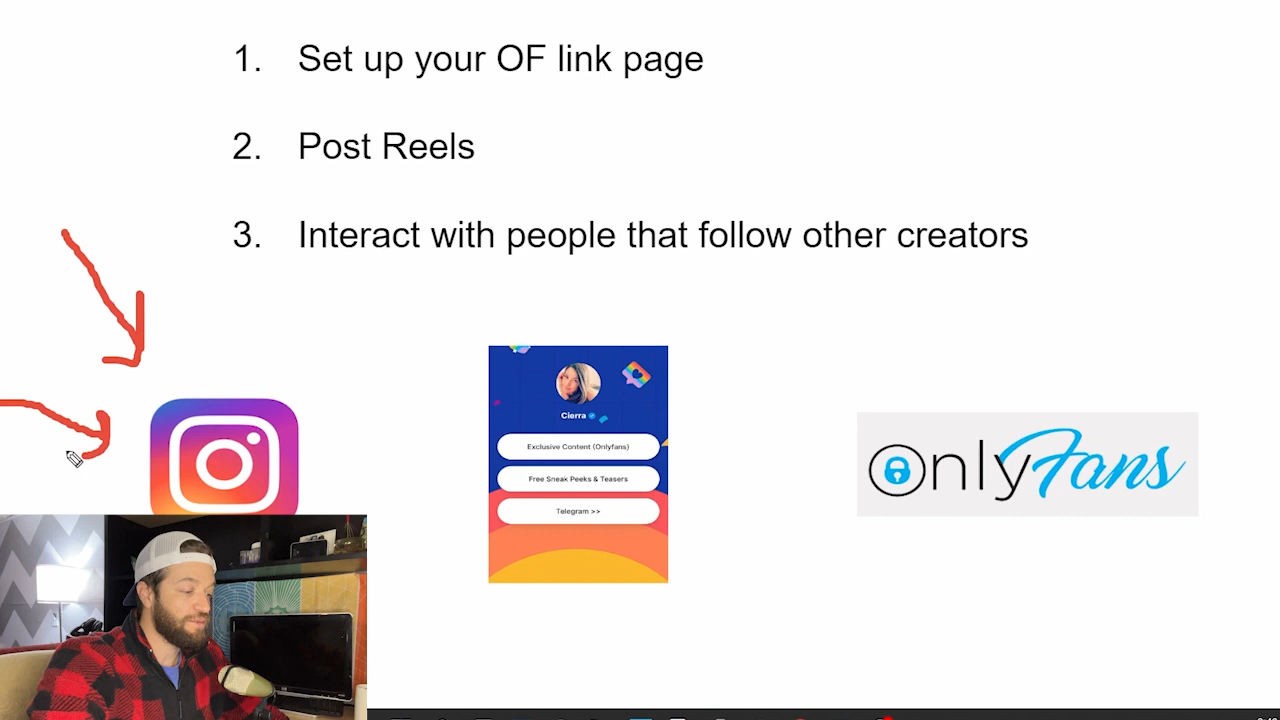 1. Set up your OF link page
2. Post Reels
3. Interact with people that follow other creators
Cierra
Exclusive Content (Onlyfans)
Free Sneak Peeks & Teasers
Telegram >>
OnlyFans